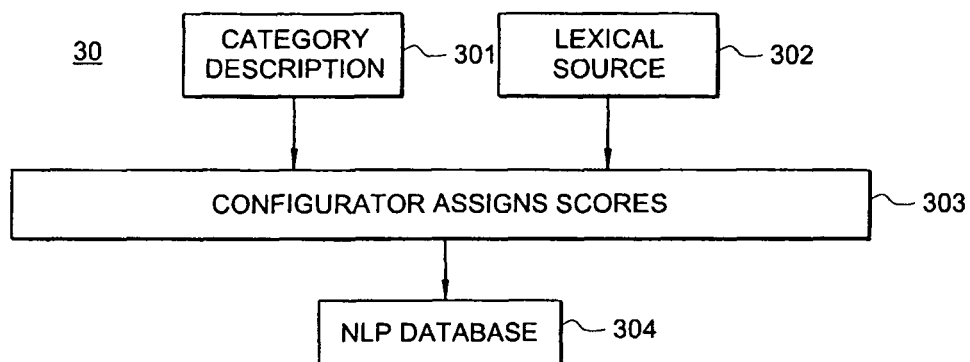 30
CATEGORY
DESCRIPTION
301
LEXICAL
SOURCE
302
CONFIGURATOR ASSIGNS SCORES
303
NLP DATABASE
304